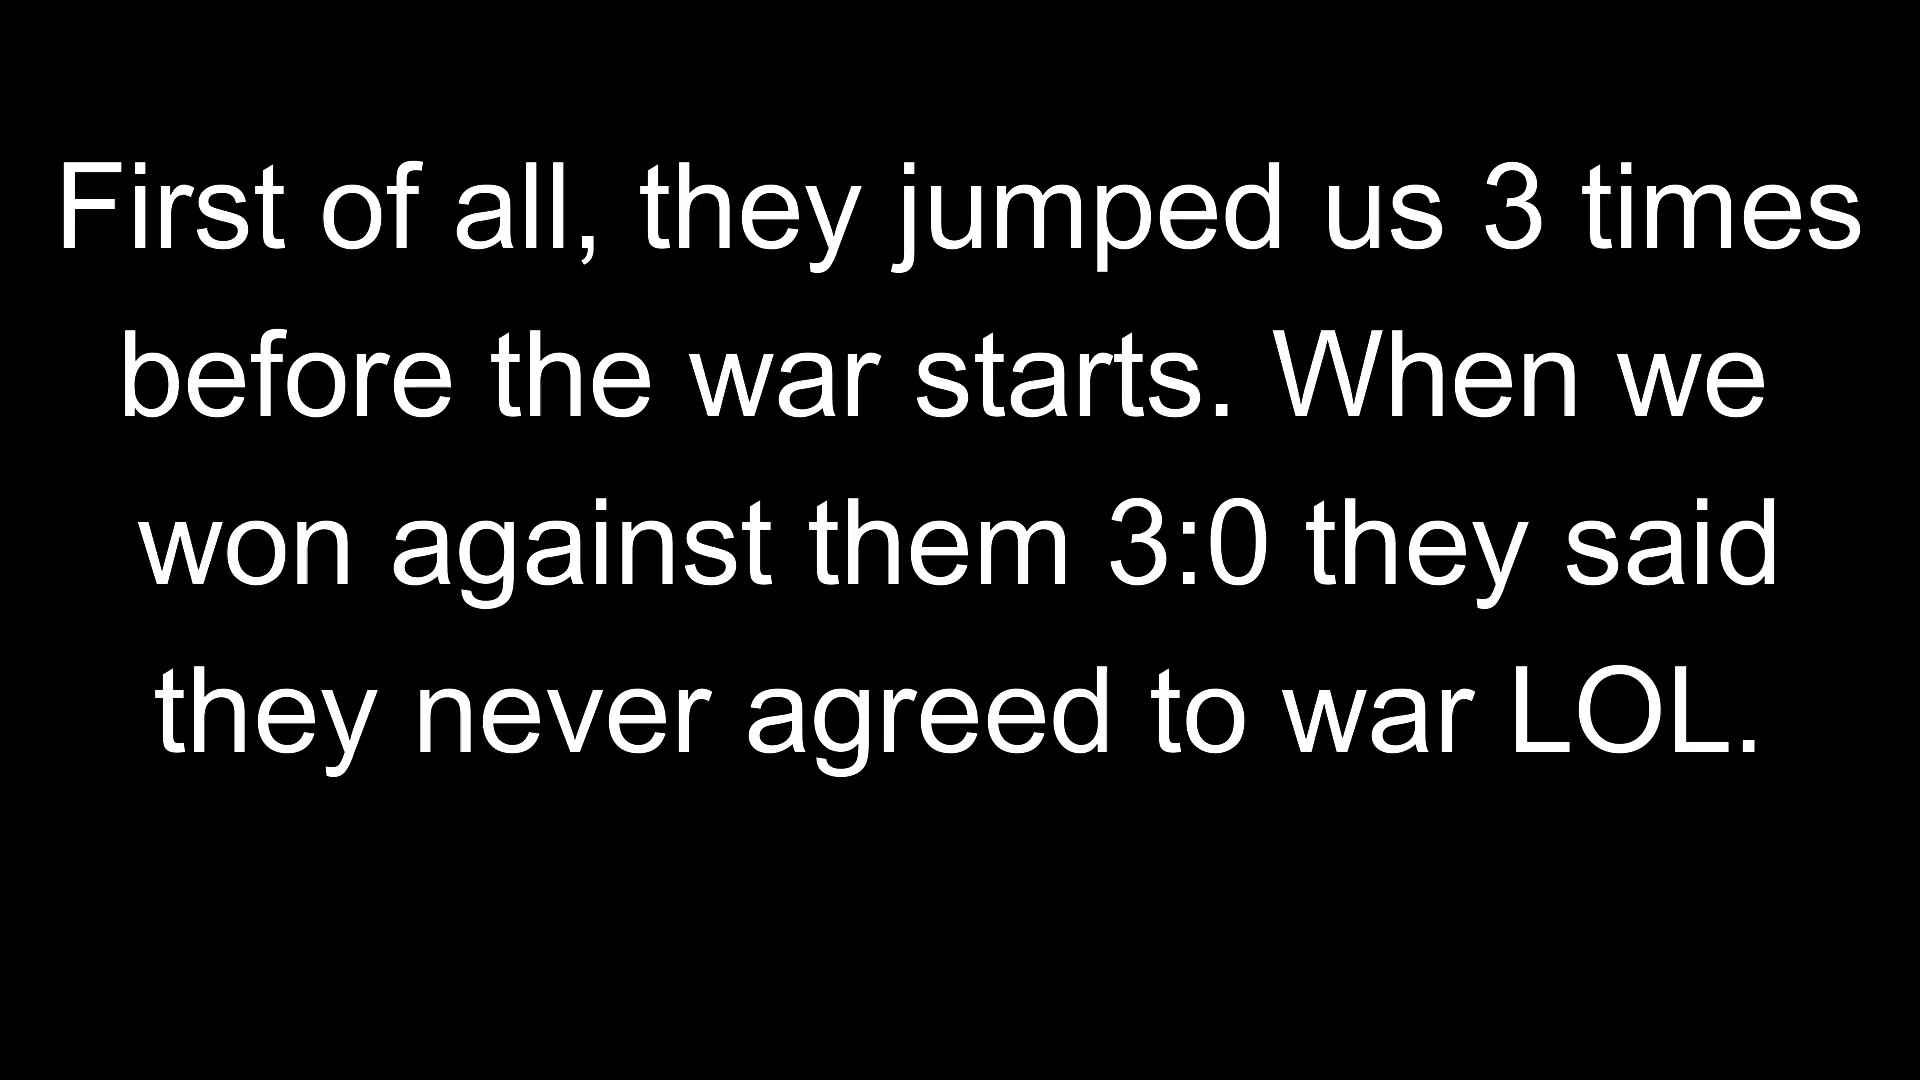 First of all, they jumped us 3 times
before the war starts. When we
won against them 3:0 they said
they never agreed to war LOL.